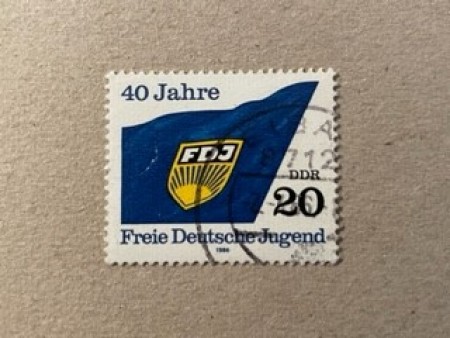 40 Jahre
FDJ
DDR
20
Freie Deutsche Jugend
1986